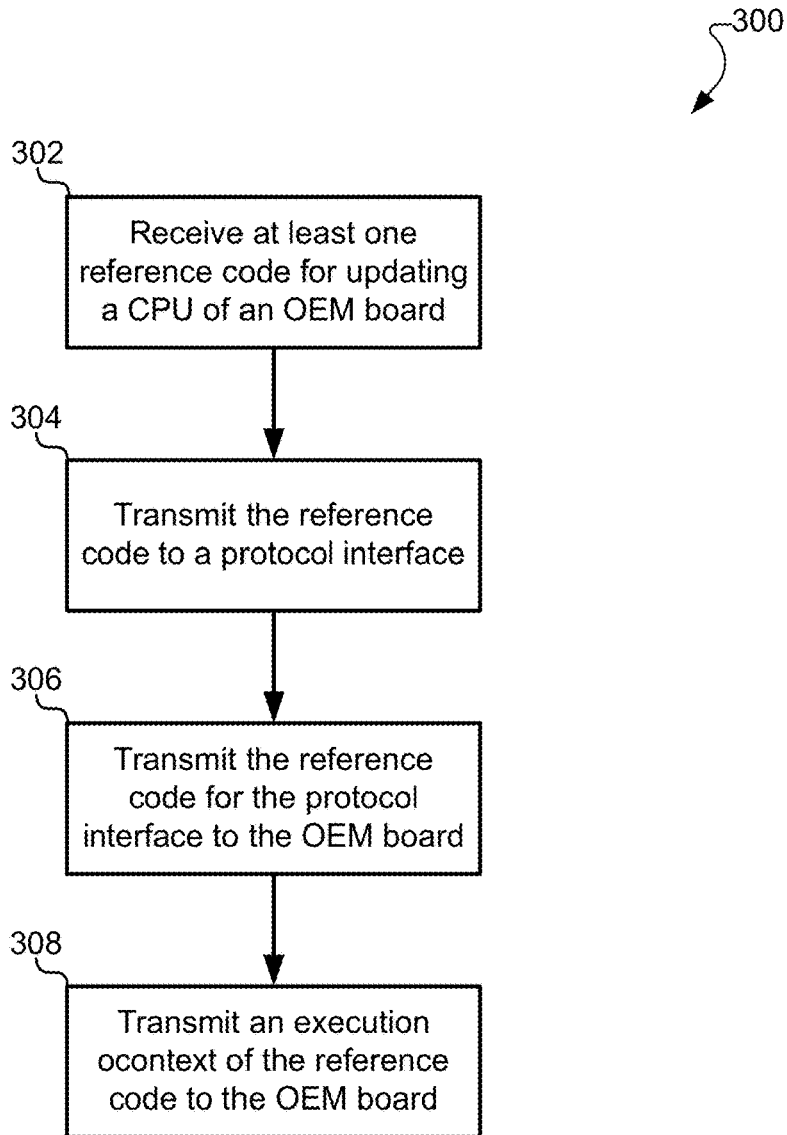 300
302
Receive at least one
reference code for updating
a CPU of an OEM board
304
Transmit the reference
code to a protocol interface
306
Transmit the reference
code for the protocol
interface to the OEM board
308
Transmit an execution
ocontext of the reference
code to the OEM board